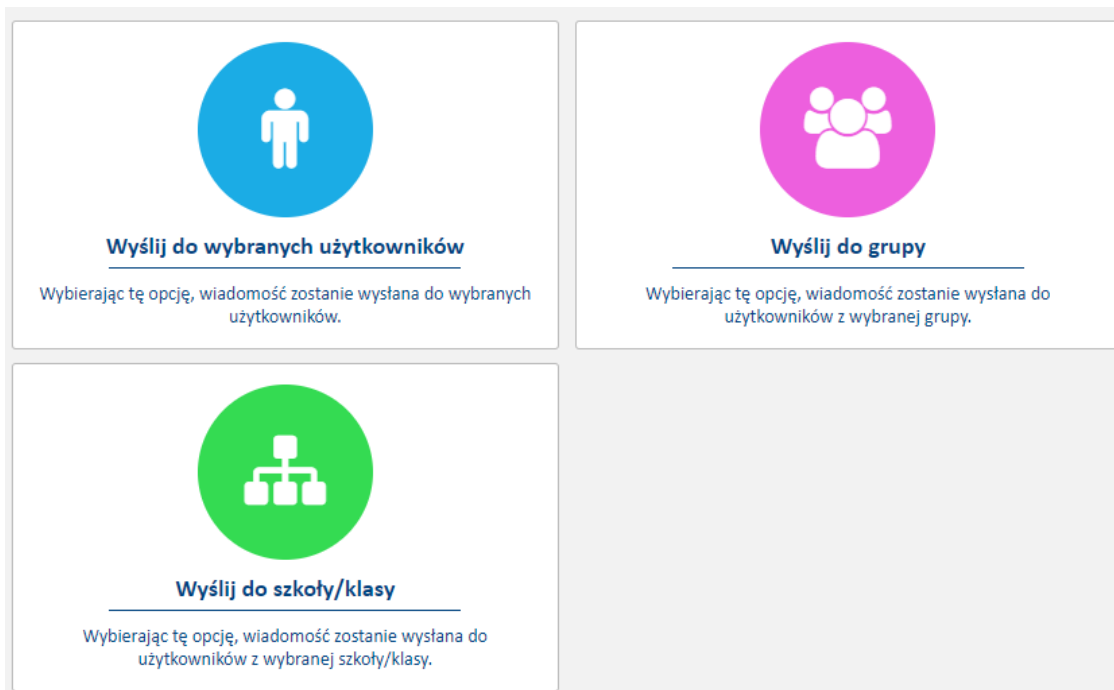 Wyślij do wybranych użytkowników
Wybierając tę opcję, wiadomość zostanie wysłana do wybranych
użytkowników.
Wyślij do grupy
Wybierając tę opcję, wiadomość zostanie wysłana do
użytkowników z wybranej grupy.
Wyślij do szkoły/klasy
Wybierając tę opcję, wiadomość zostanie wysłana do
użytkowników z wybranej szkoły/klasy.